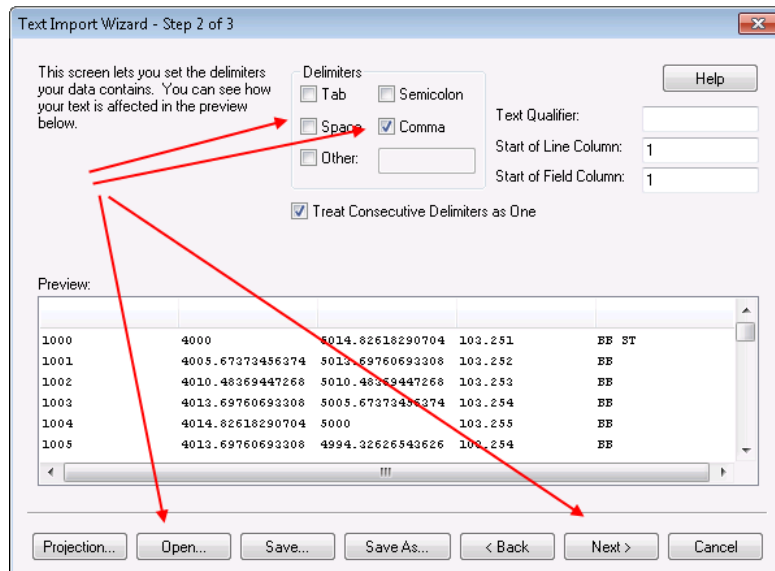 Text Import Wizard - Step 2 of 3
This screen lets you set the delimiters
your data contains. You can see how
your text is affected in the preview
below.
Delimiters
Tab Semicolon
Space Comma
Other:
Help
Text Qualifier:
Start of Line Column: 1
Start of Field Column: 1
Treat Consecutive Delimiters as One
Preview:
1000 4000 5014.82618290704 103.251 BB ST
1001 4005.67373456374 5013.69760693308 103.252 BB
1002 4010.48369447268 5010.48369447268 103.253 BB
1003 4013.69760693308 5005.67373456374 103.254 BB
1004 4014.82618290704 5000 103.255 BB
1005 4013.69760693308 4994.32626543626 103.254 BB
Projection... Open... Save... Save As... < Back Next > Cancel